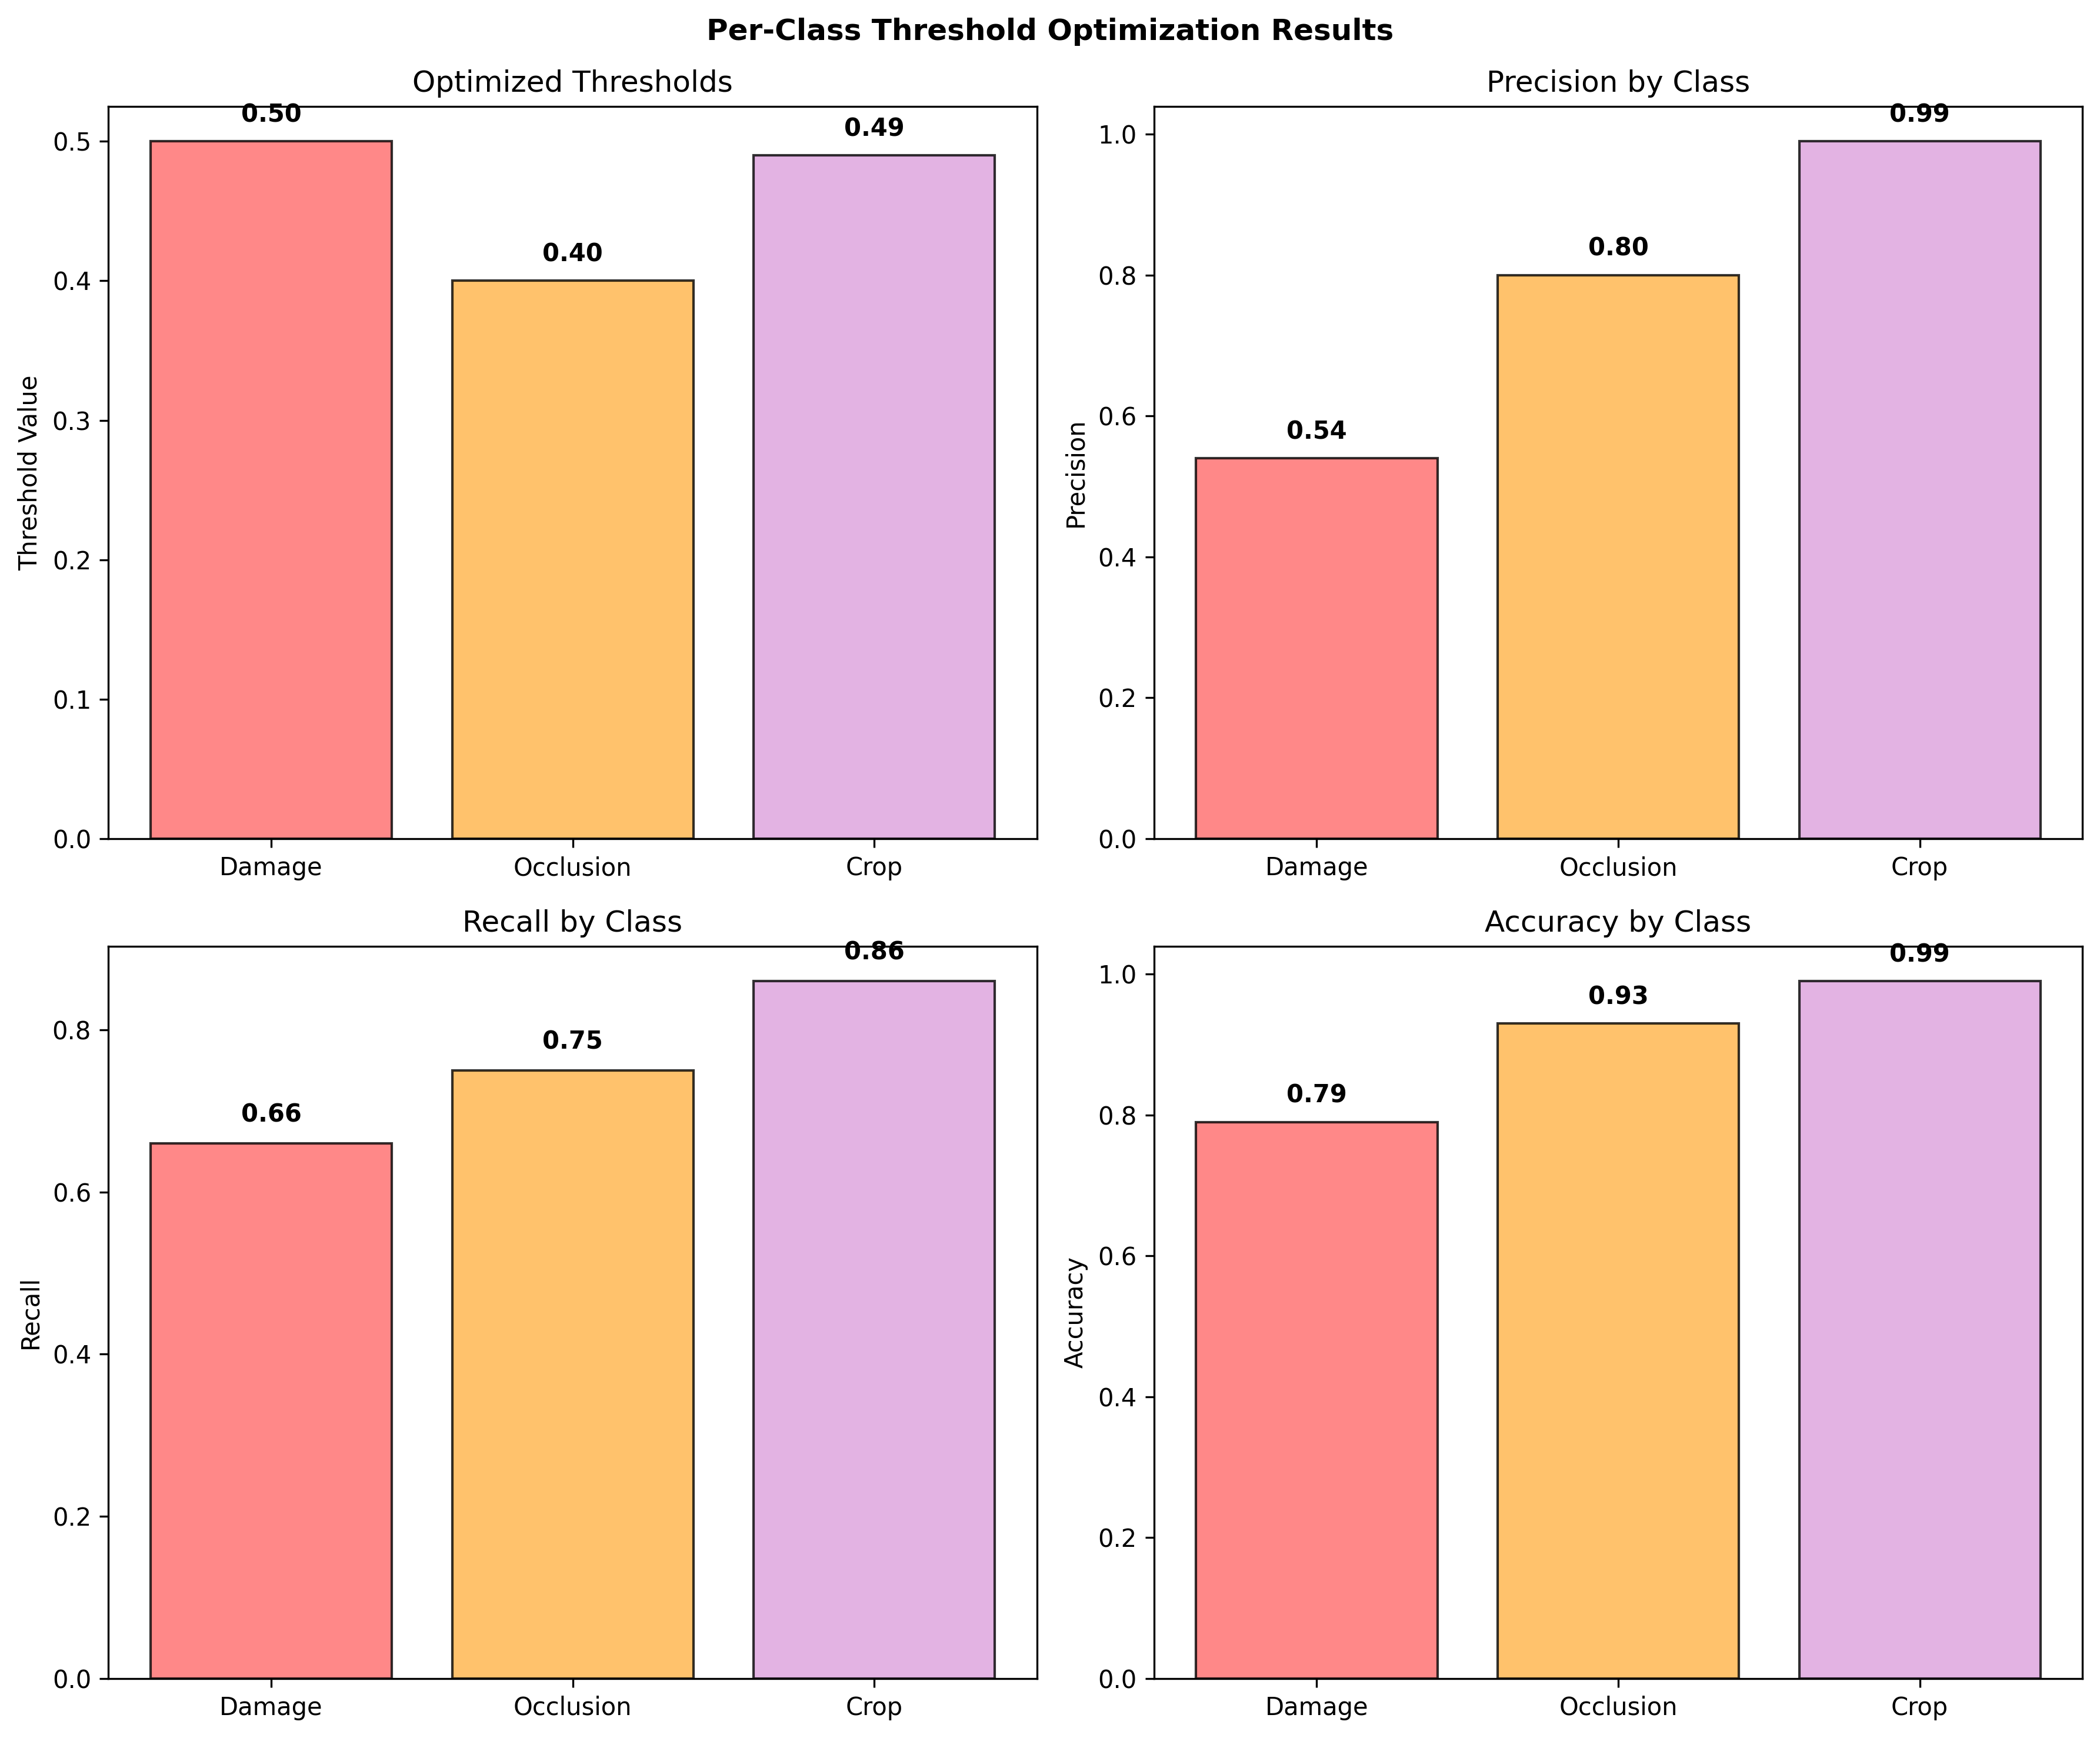 Per-Class Threshold Optimization Results
Optimized Thresholds
Threshold Value
0.5
0.4
0.3
0.2
0.1
0.0
0.50
0.40
0.49
Damage Occlusion Crop
Precision by Class
Precision
1.0
0.8
0.6
0.4
0.2
0.0
0.54
0.80
0.99
Damage Occlusion Crop
Recall by Class
Recall
0.8
0.6
0.4
0.2
0.0
0.66
0.75
0.86
Damage Occlusion Crop
Accuracy by Class
Accuracy
1.0
0.8
0.6
0.4
0.2
0.0
0.79
0.93
0.99
Damage Occlusion Crop